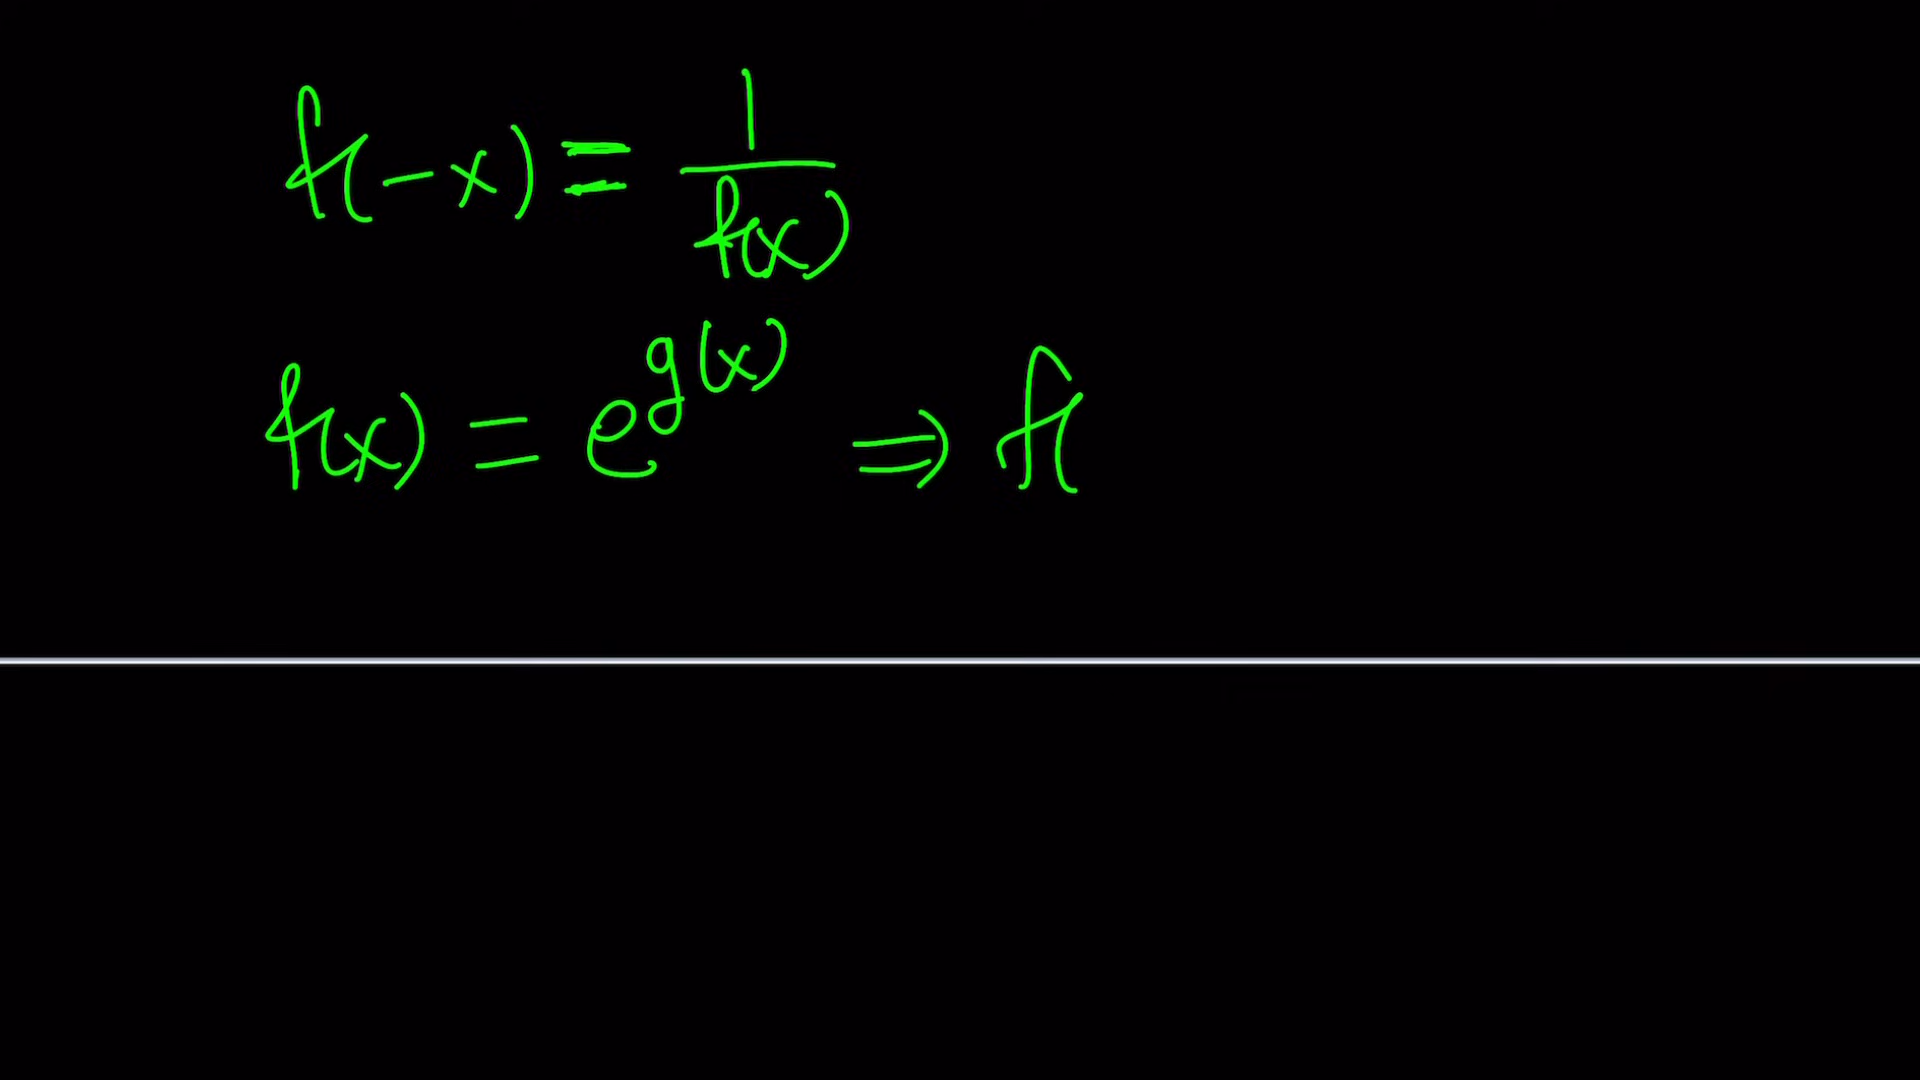 f(-x) = 1/f(x)
f(x) = e^g(x) ⇒ f(